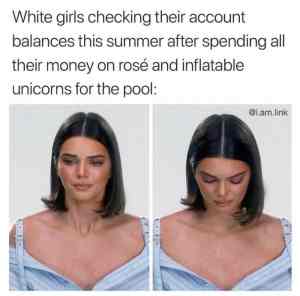 White girls checking their account
balances this summer after spending all
their money on rosé and inflatable
unicorns for the pool:
@i.am.link